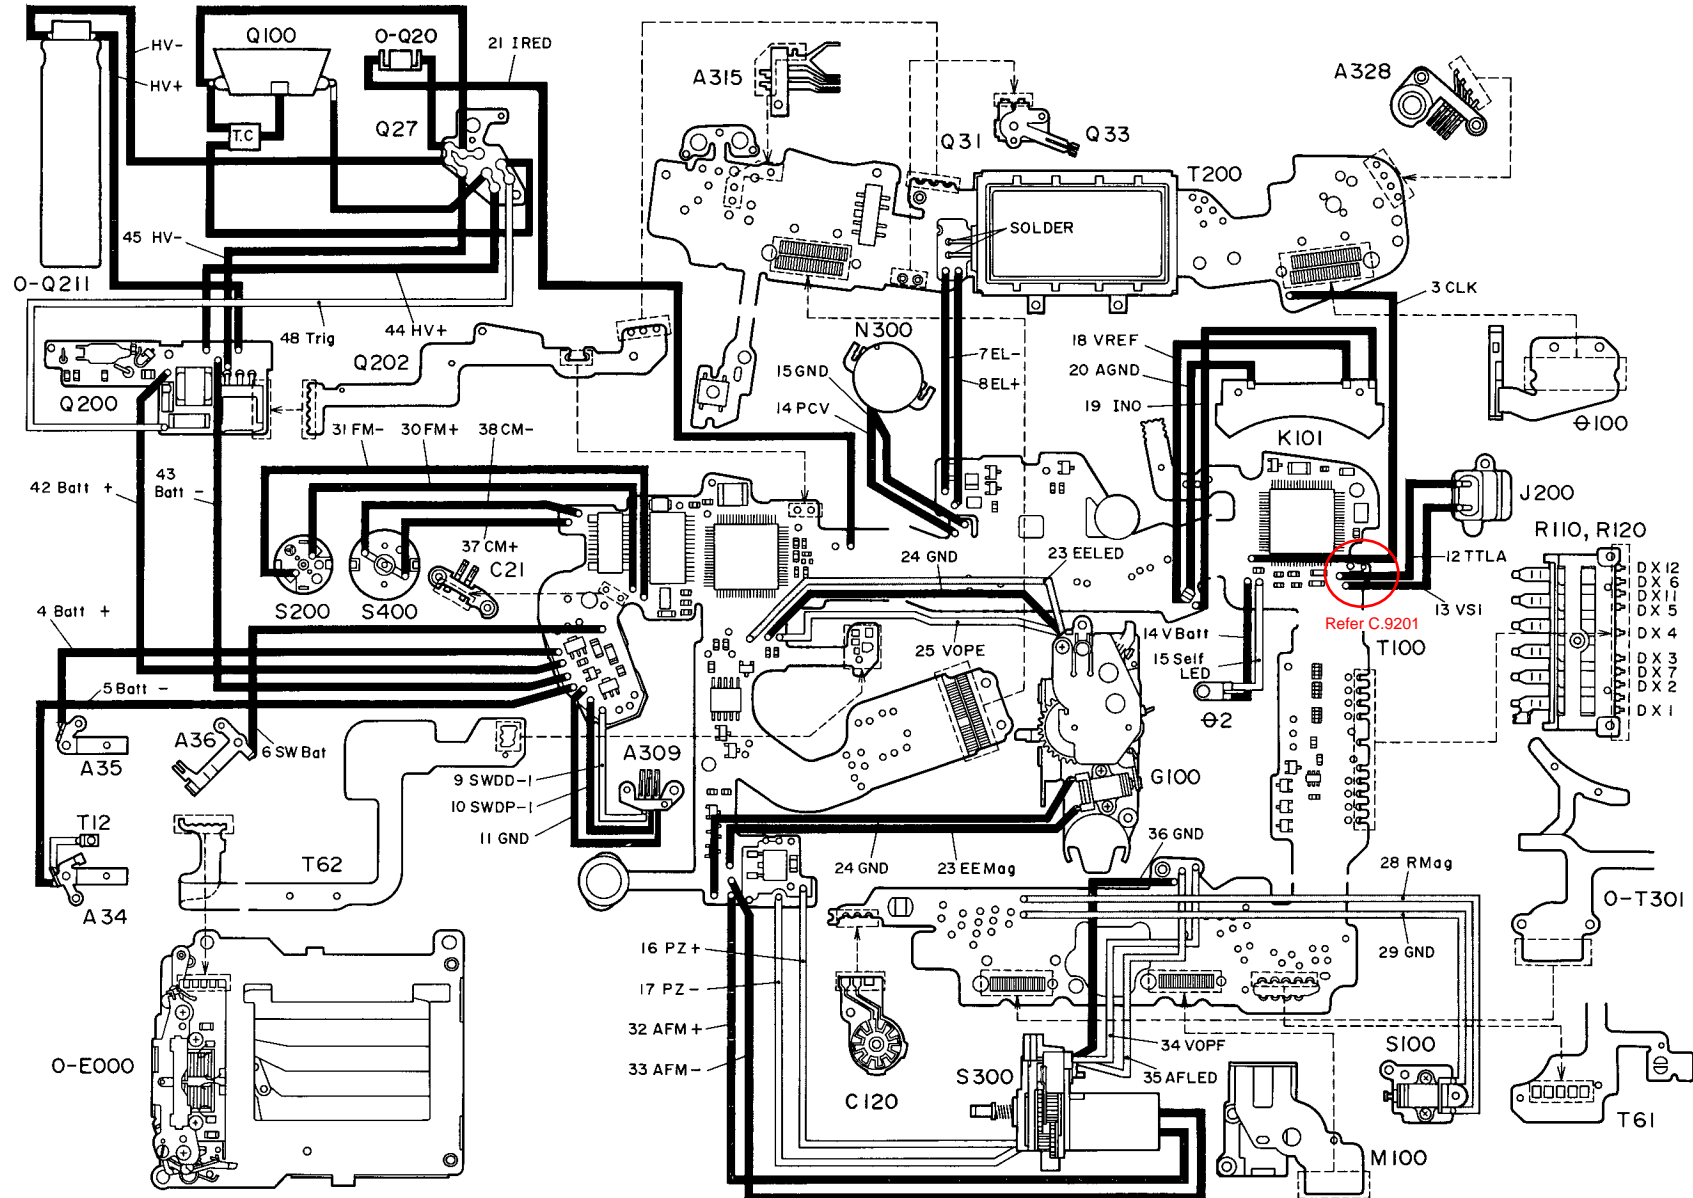 HV-
HV+
Q100
O-Q20
21 IRED
T.C
Q27
A315
Q31
Q33
A328
T200
SOLDER
45 HV-
O-Q211
48 Trig
44 HV+
Q202
Q200
3 CLK
N300
7 EL-
8 EL+
15 GND
14 PCV
18 VREF
20 AGND
19 INO
K101
θ100
31 FM-
30 FM+
38 CM-
42 Batt +
43
Batt -
37 CM+
C21
S200
S400
24 GND
23 EELED
J200
R110, R120
12 TTLA
13 VSI
Refer C.9201
T100
DX 12
DX 6
DX 11
DX 5
DX 4
DX 3
DX 7
DX 2
DX 1
4 Batt +
5 Batt -
14 V Batt
15 Self
LED
θ2
25 VOPE
A36
6 SW Bat
A35
A309
9 SWDD-1
10 SWDP-1
11 GND
G100
T12
A34
T62
24 GND
23 EE Mag
36 GND
28 RMag
29 GND
O-T301
16 PZ +
17 PZ -
32 AFM +
33 AFM -
O-E000
C120
S300
34 VOPF
35 AFLED
S100
T61
M100